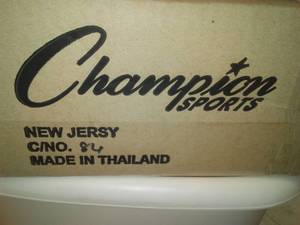 Champion
SPORTS
NEW JERSY
C/NO. 84
MADE IN THAILAND